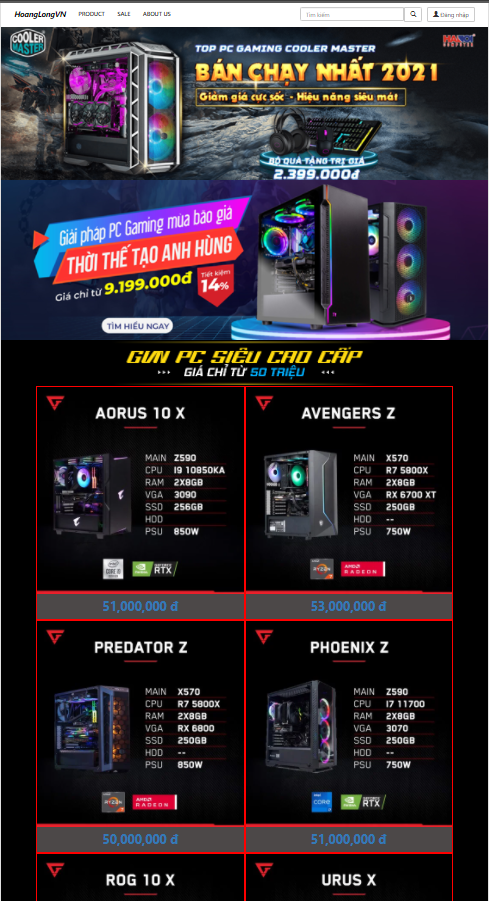 HoangLongVN PRODUCT SALE ABOUT US Tìm kiếm Đăng nhập
COOLER MASTER
TOP PC GAMING COOLER MASTER
BÁN CHẠY NHẤT 2021
Giảm giá cực sốc - Hiệu năng siêu mát
BỘ QUÀ TẶNG TRỊ GIÁ
2.399.000đ
Giải pháp PC Gaming mùa bão giá
THỜI THẾ TẠO ANH HÙNG
Giá chỉ từ 9.199.000đ
Tiết kiệm
14%
TÌM HIỂU NGAY
GVN PC SIÊU CAO CẤP
GIÁ CHỈ TỪ 50 TRIỆU
AORUS 10 X
MAIN Z590
CPU I9 10850KA
RAM 2X8GB
VGA 3090
SSD 256GB
HDD
PSU 850W
GEFORCE RTX
51,000,000 đ
AVENGERS Z
MAIN X570
CPU R7 5800X
RAM 2X8GB
VGA RX 6700 XT
SSD 250GB
HDD --
PSU 750W
RYZEN
AMD RADEON
53,000,000 đ
PREDATOR Z
MAIN X570
CPU R7 5800X
RAM 2X8GB
VGA RX 6800
SSD 250GB
HDD --
PSU 850W
RYZEN
AMD RADEON
50,000,000 đ
PHOENIX Z
MAIN Z590
CPU I7 11700
RAM 2X8GB
VGA 3070
SSD 250GB
HDD --
PSU 750W
CORE
GEFORCE RTX
51,000,000 đ
ROG 10 X
URUS X